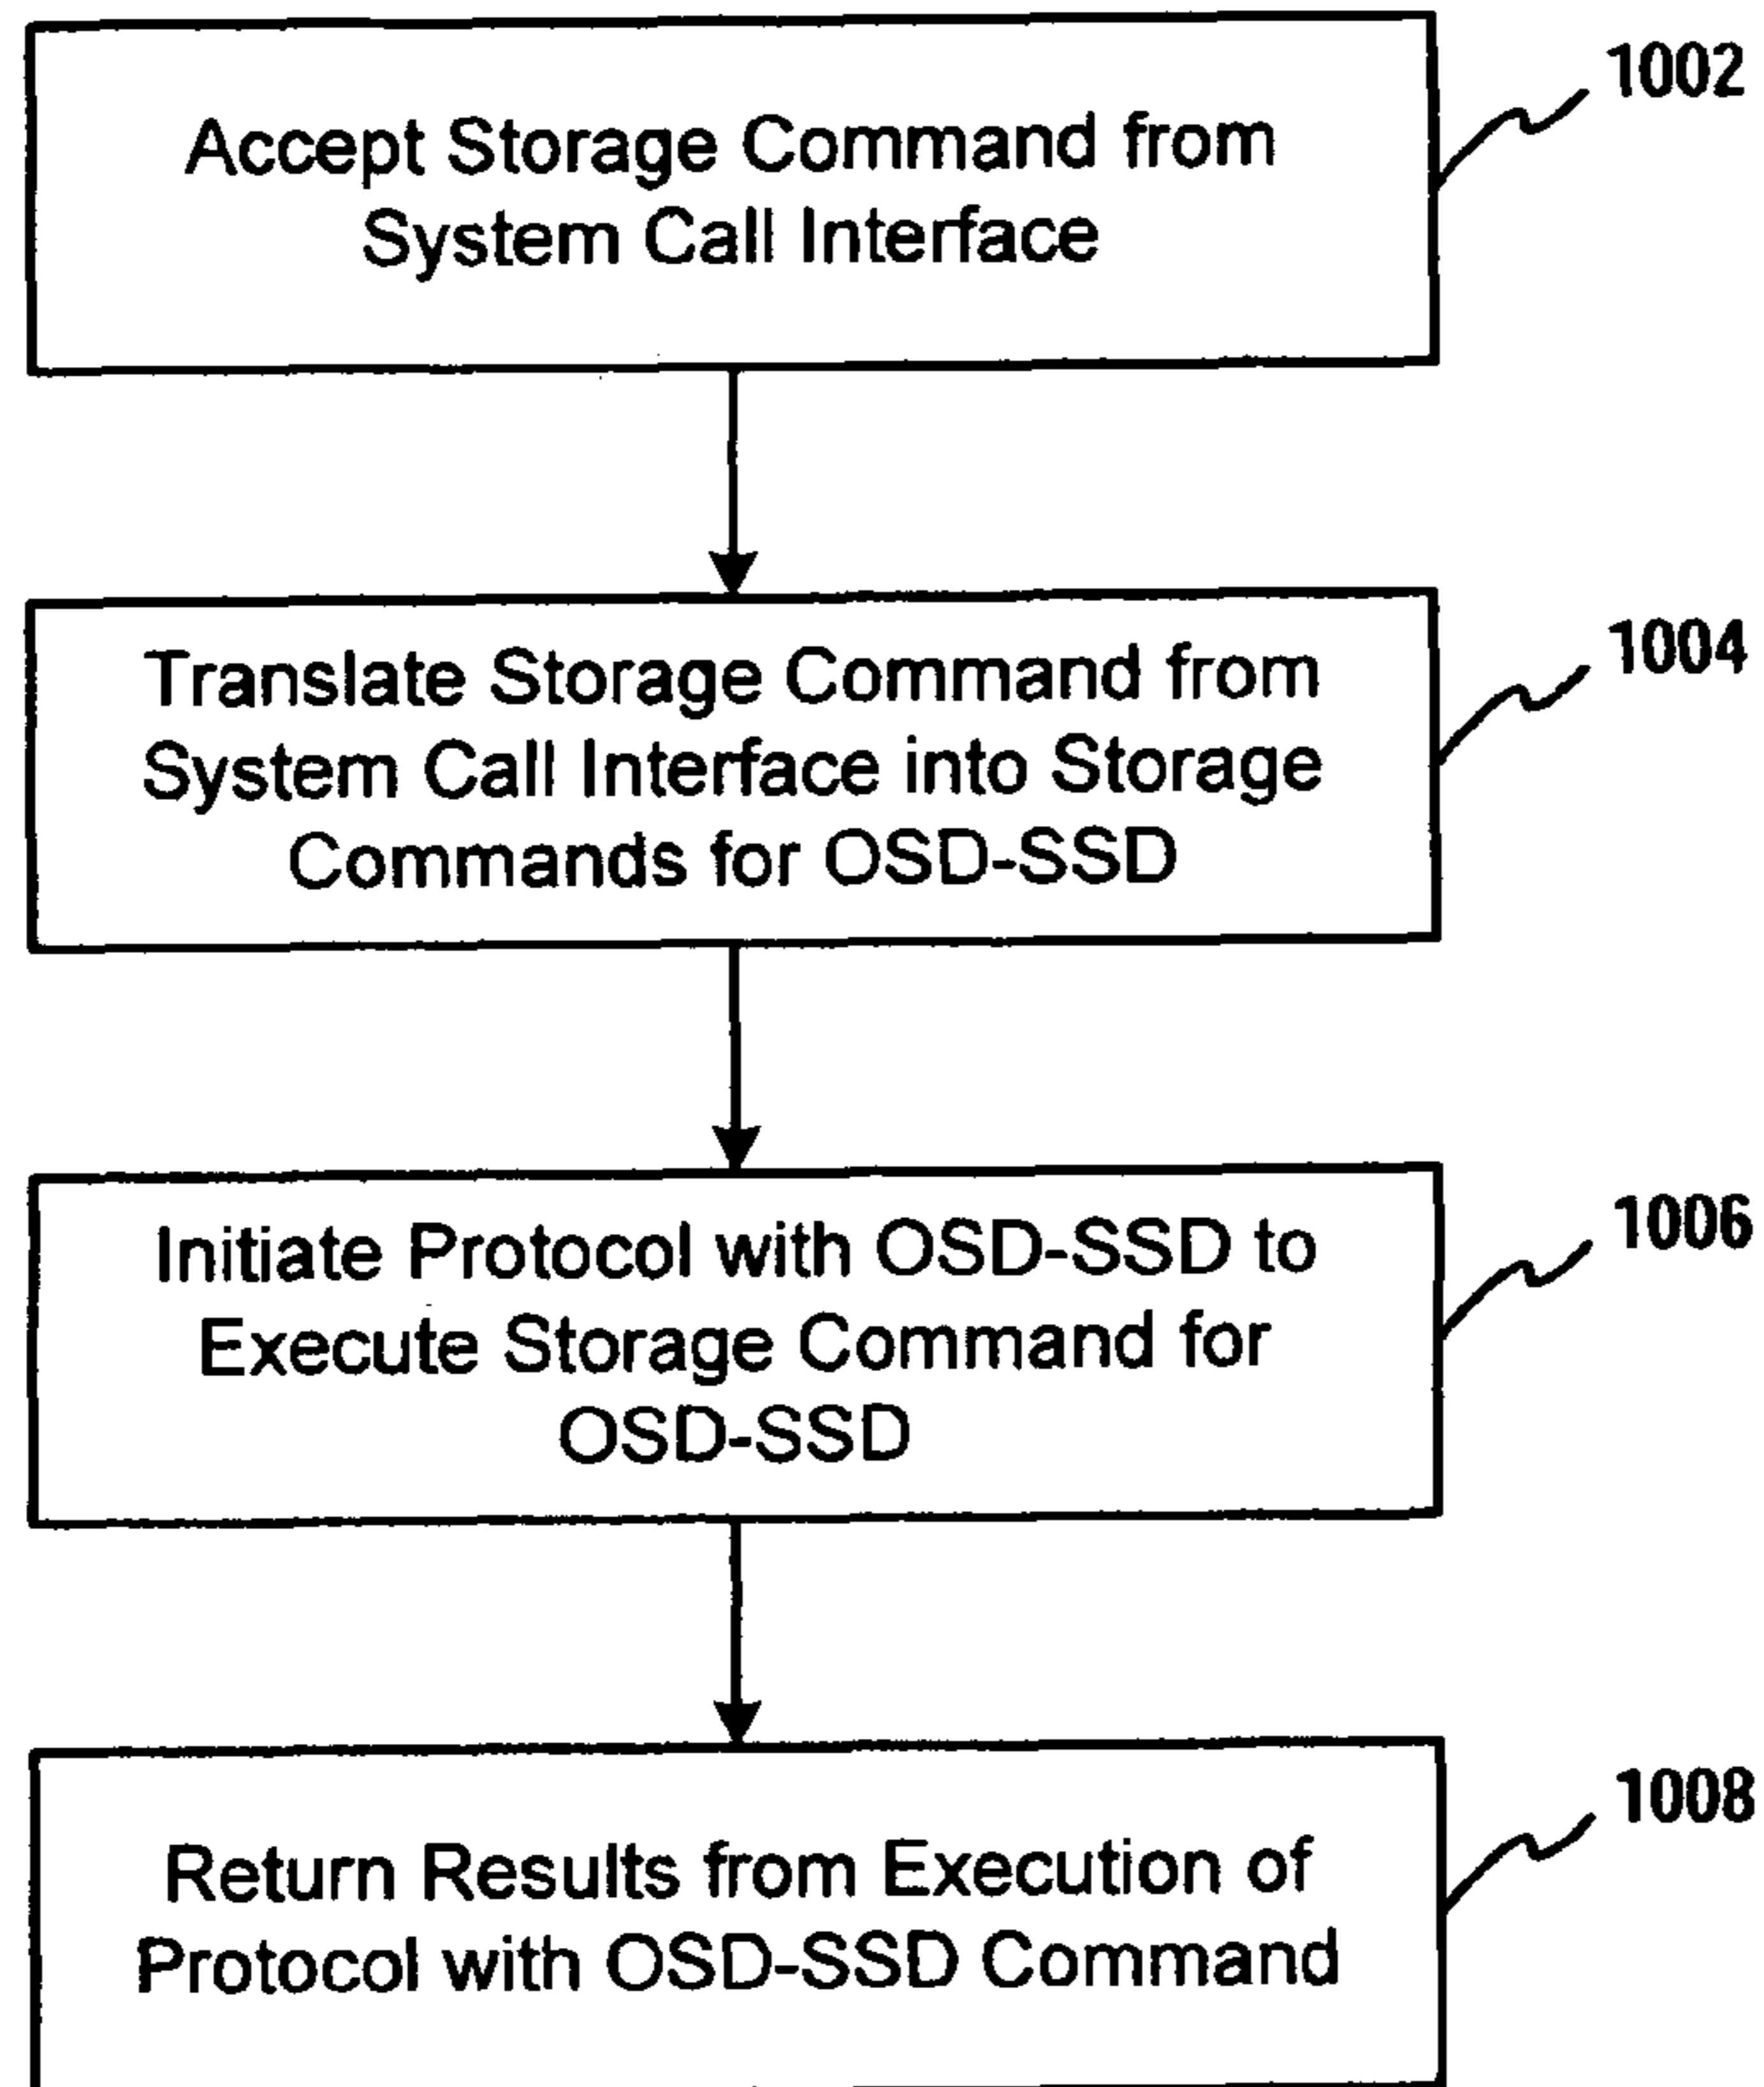 1002
Accept Storage Command from
System Call Interface
1004
Translate Storage Command from
System Call Interface into Storage
Commands for OSD-SSD
1006
Initiate Protocol with OSD-SSD to
Execute Storage Command for
OSD-SSD
1008
Return Results from Execution of
Protocol with OSD-SSD Command